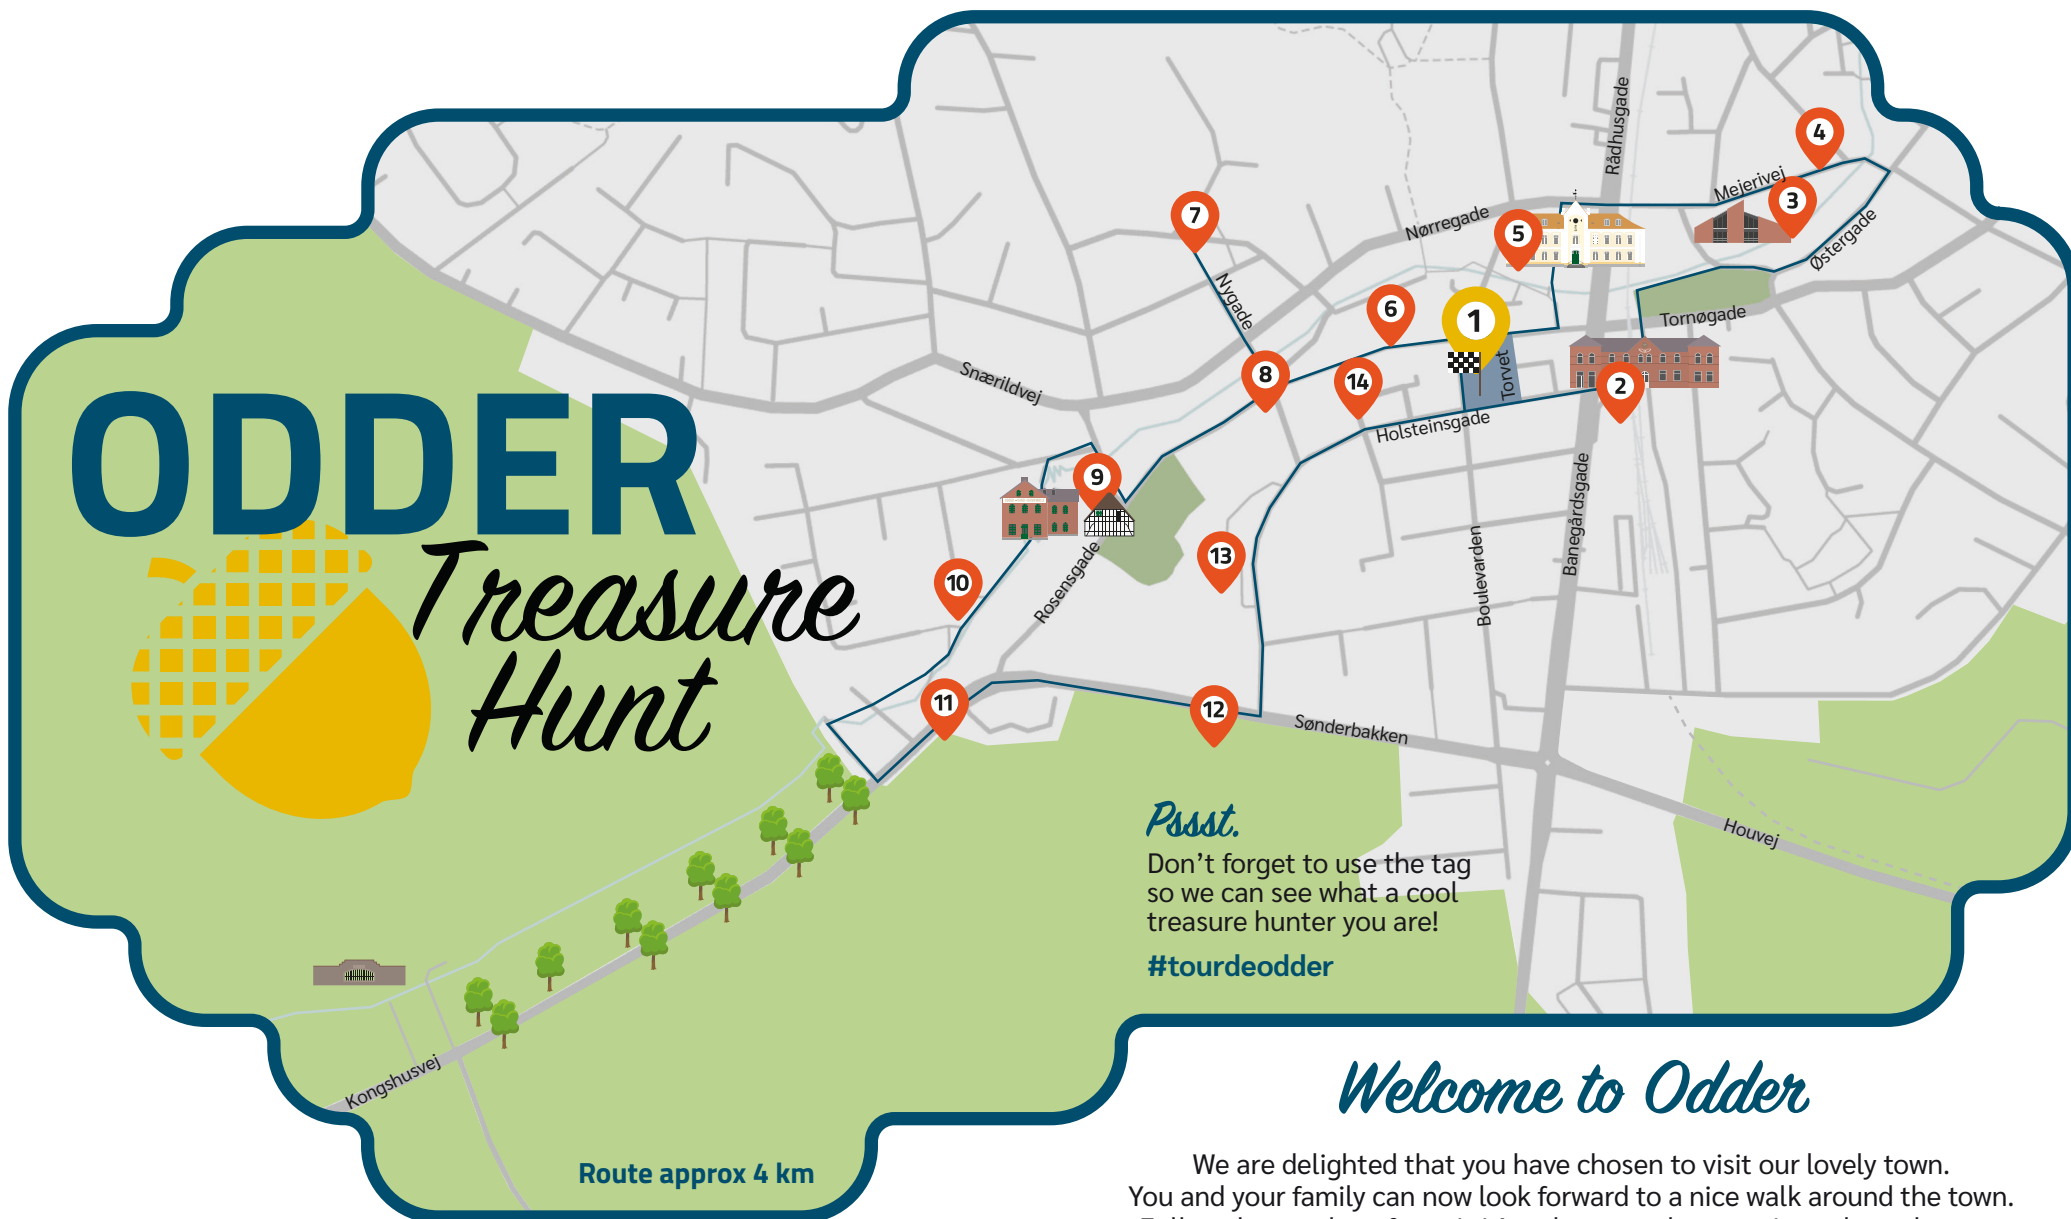 ODDER
Treasure
Hunt
Rådhusgade
Mejerivej
Nørregade
Østergade
Tornøgade
Nygade
Torvet
Snærildvej
Holsteinsgade
Banegårdsgade
Boulevarden
Rosensgade
Sønderbakken
Houvej
Kongshusvej
4
3
7
5
6
1
8
14
2
9
13
10
11
12
Pssst.
Don't forget to use the tag
so we can see what a cool
treasure hunter you are!
#tourdeodder
Route approx 4 km
Welcome to Odder
We are delighted that you have chosen to visit our lovely town.
You and your family can now look forward to a nice walk around the town.